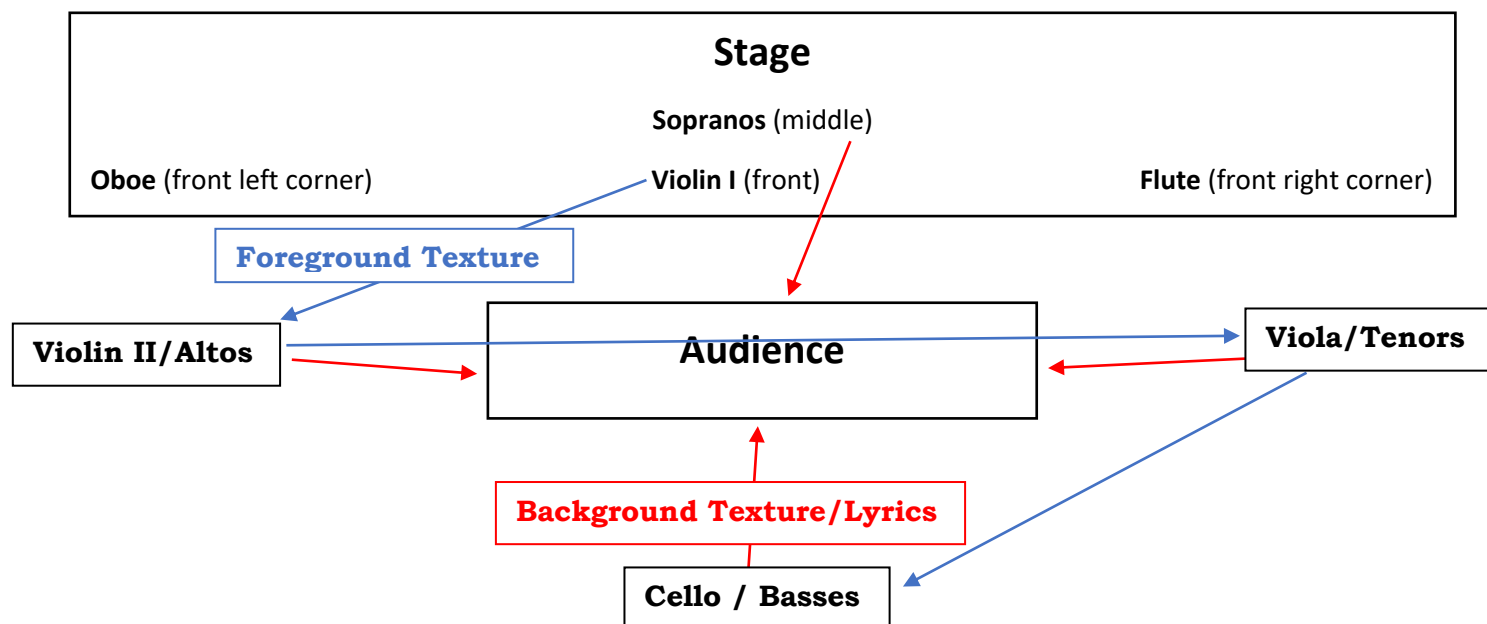 Stage
Sopranos (middle)
Oboe (front left corner)
Violin I (front)
Flute (front right corner)
Foreground Texture
Violin II/Altos
Audience
Viola/Tenors
Background Texture/Lyrics
Cello / Basses